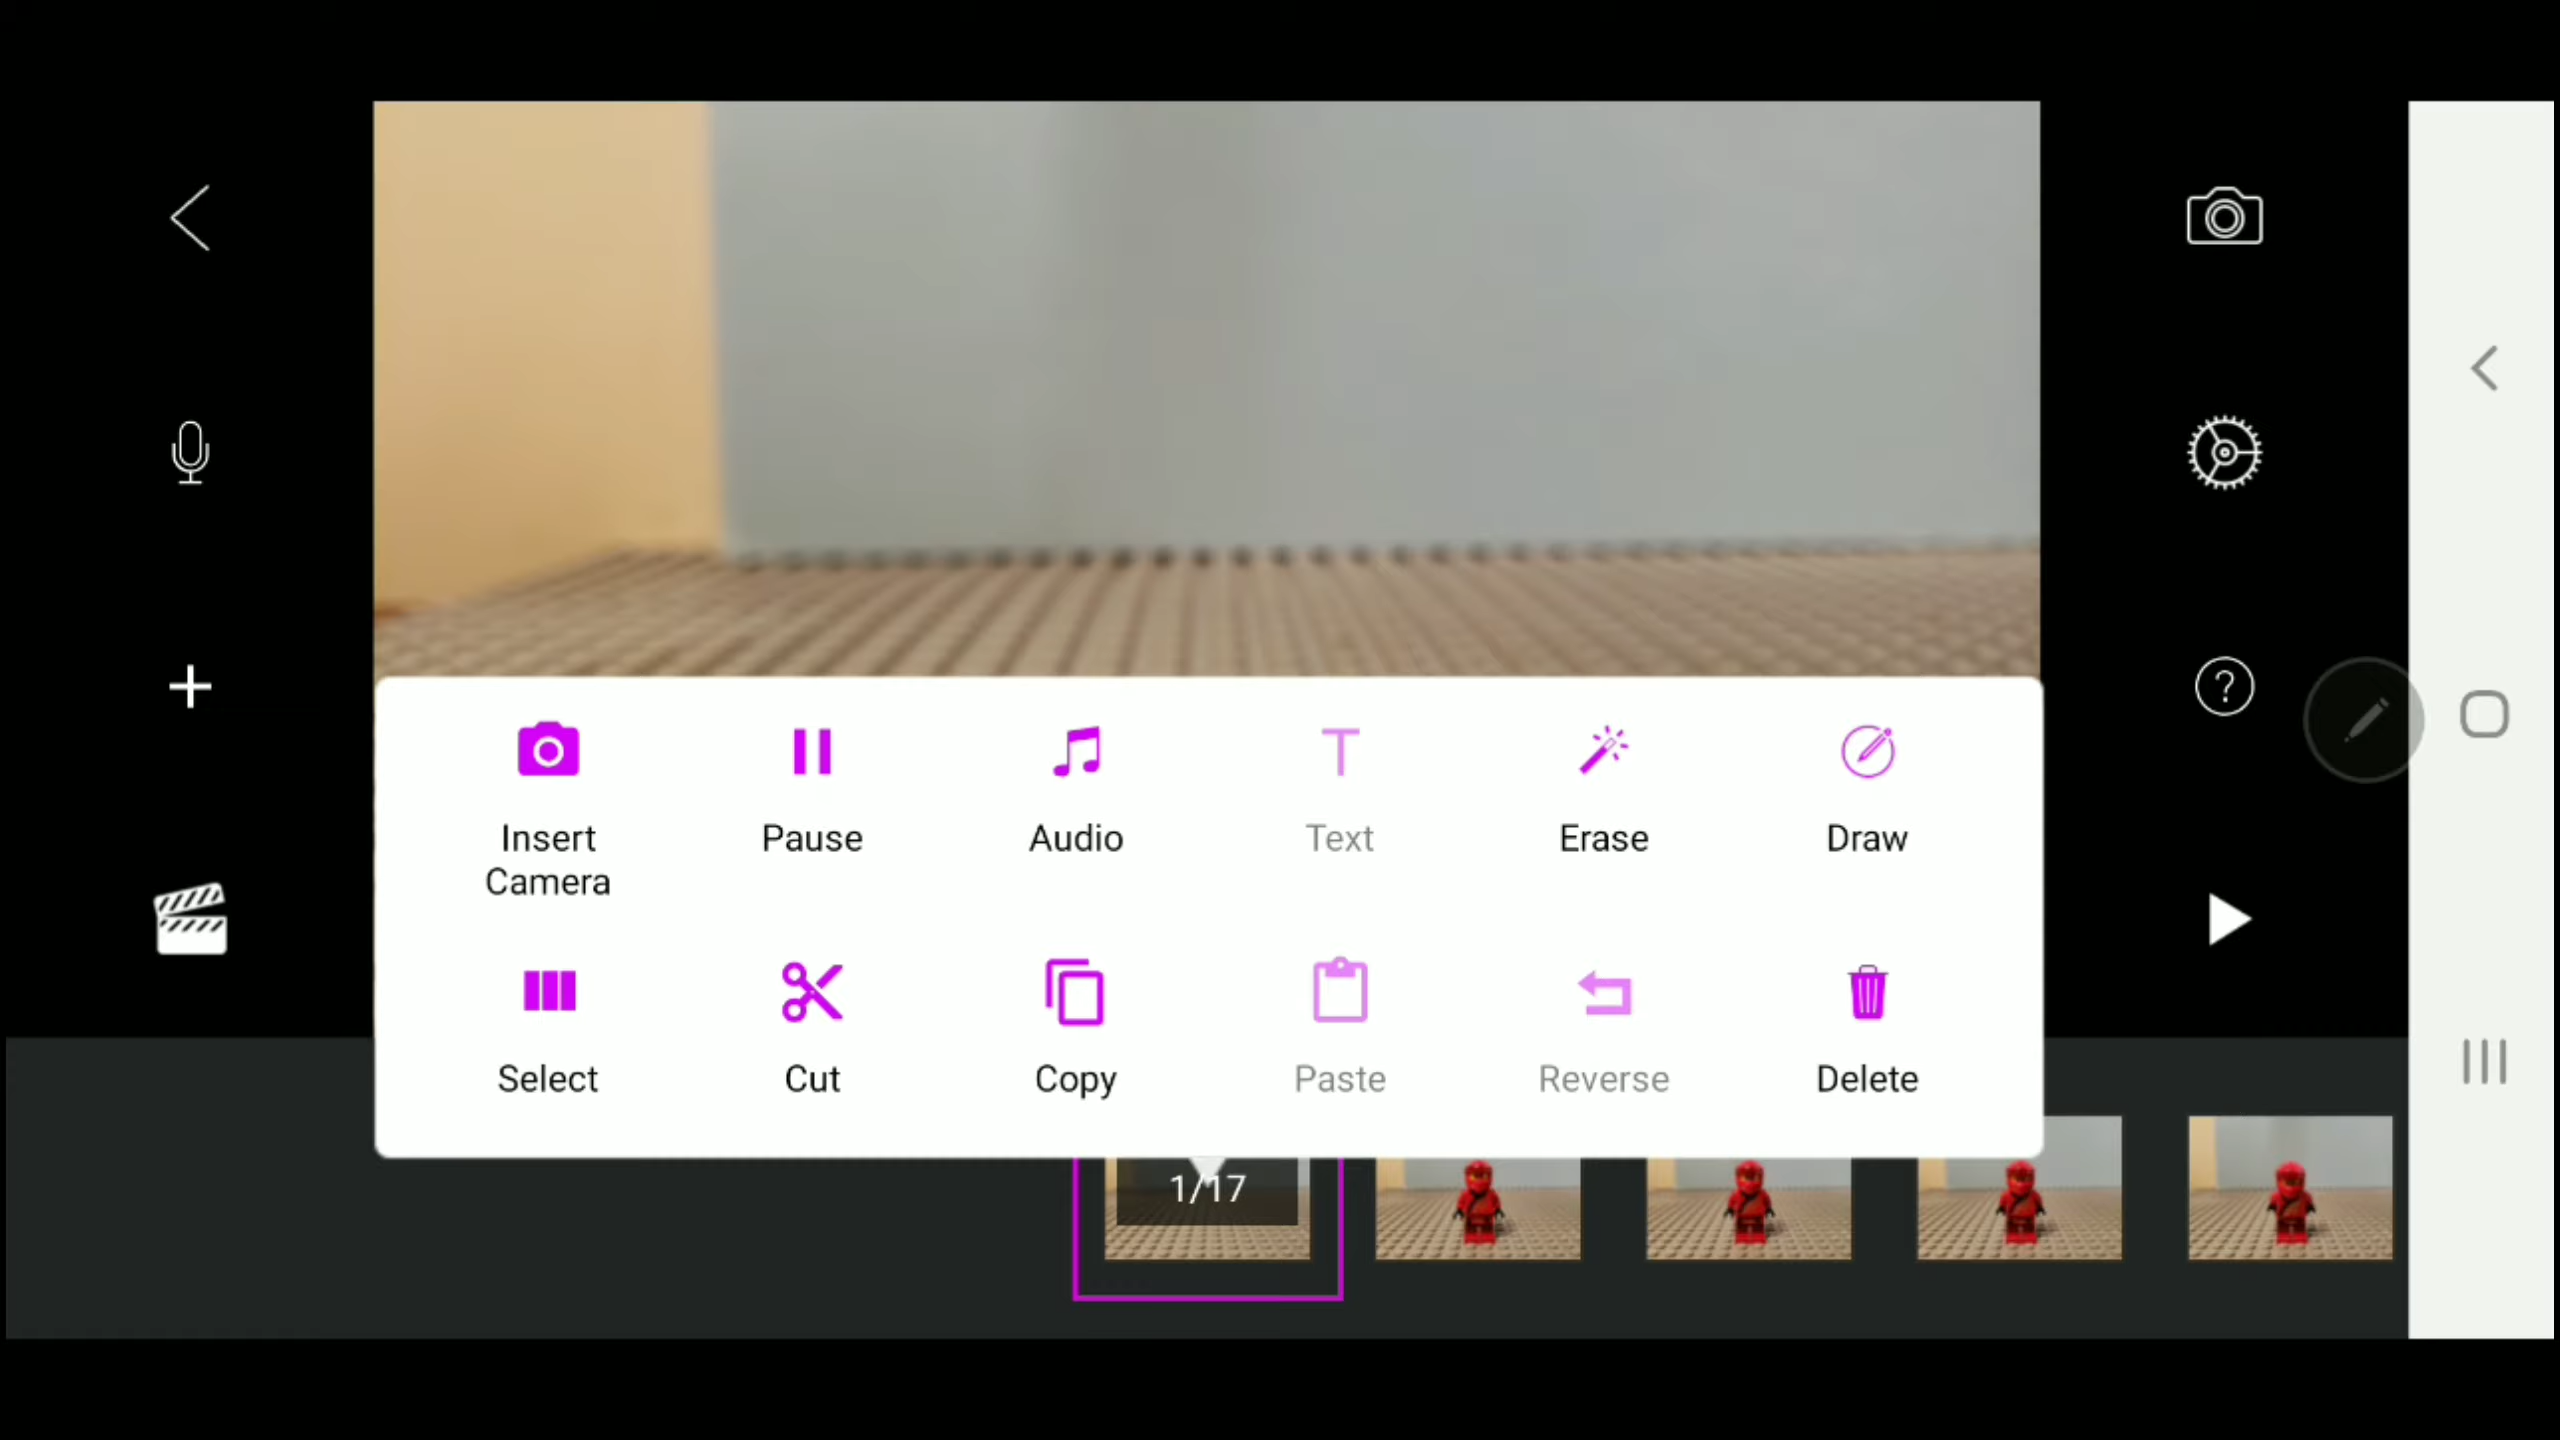 Insert
Camera
Pause
Audio
Text
Erase
Draw
Select
Cut
Copy
Paste
Reverse
Delete
1/17